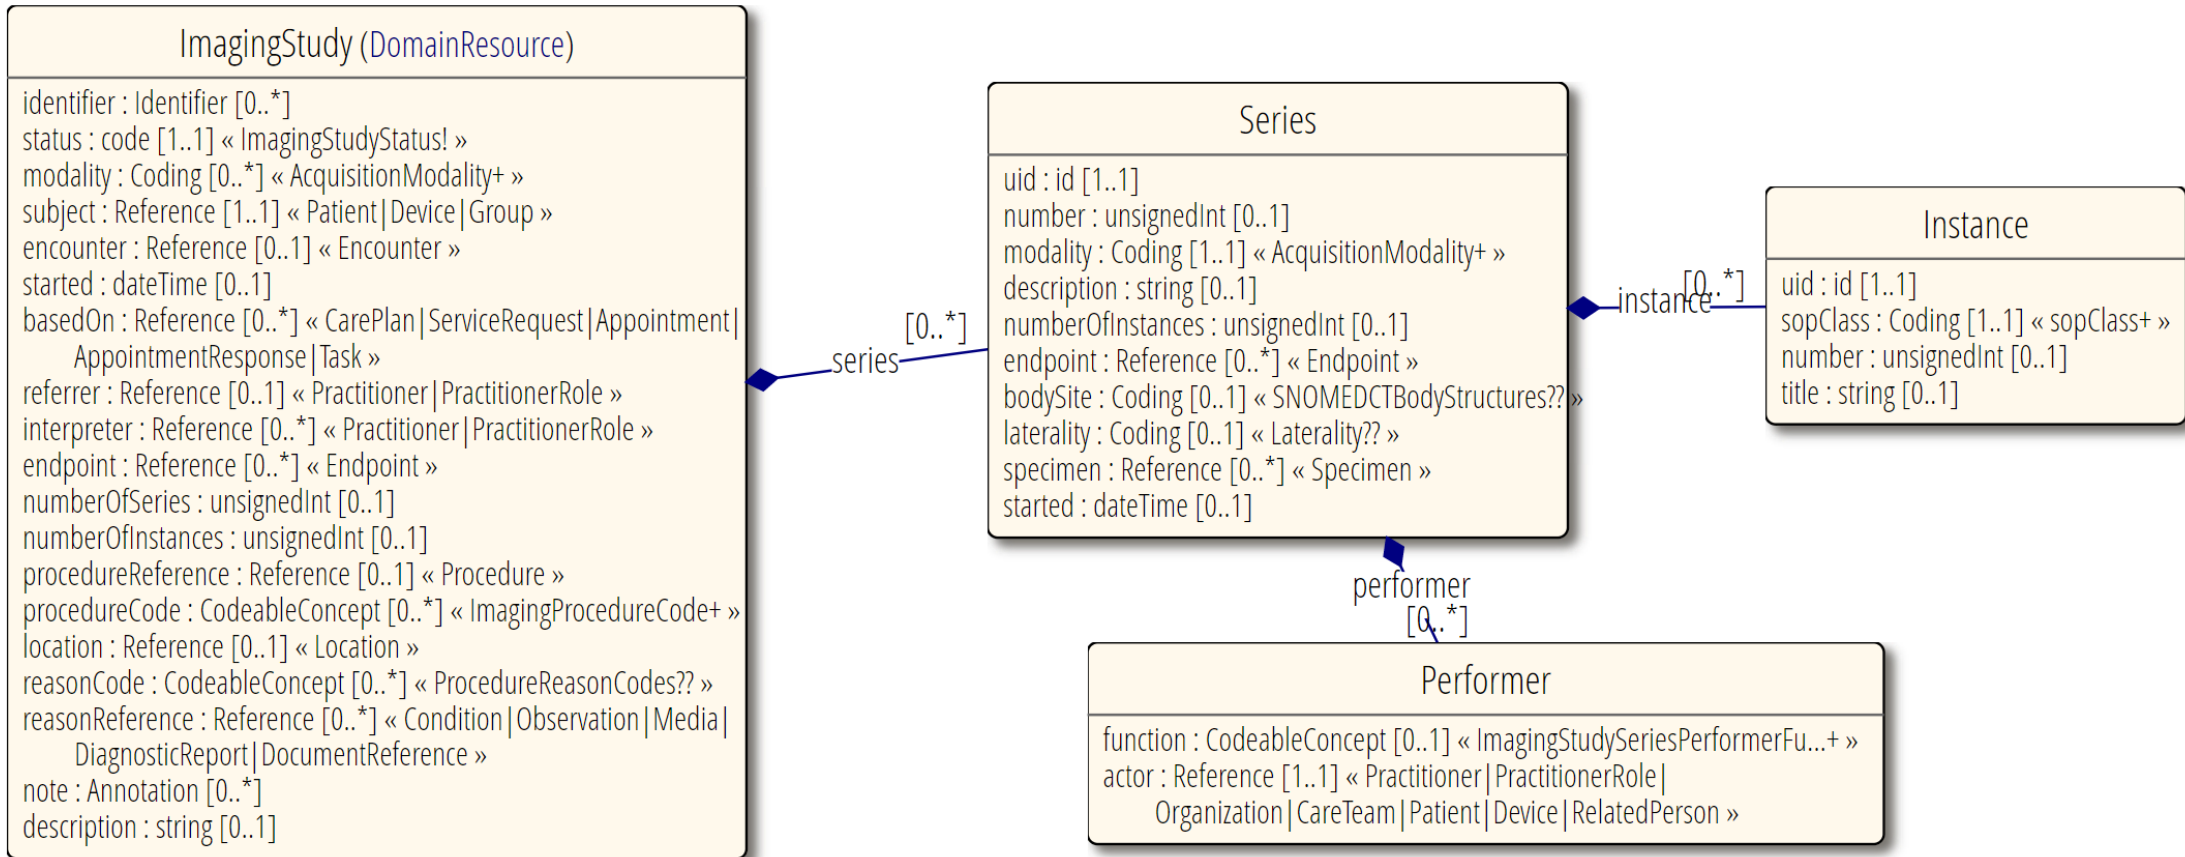 ImagingStudy (DomainResource)
identifier : Identifier [0..*]
status : code [1..1] « ImagingStudyStatus! »
modality : Coding [0..*] « AcquisitionModality+ »
subject : Reference [1..1] « Patient|Device|Group »
encounter : Reference [0..1] « Encounter »
started : dateTime [0..1]
basedOn : Reference [0..*] « CarePlan|ServiceRequest|Appointment|
AppointmentResponse|Task »
referrer : Reference [0..1] « Practitioner|PractitionerRole »
interpreter : Reference [0..*] « Practitioner|PractitionerRole »
endpoint : Reference [0..*] « Endpoint »
numberOfSeries : unsignedInt [0..1]
numberOfInstances : unsignedInt [0..1]
procedureReference : Reference [0..1] « Procedure »
procedureCode : CodeableConcept [0..*] « ImagingProcedureCode+ »
location : Reference [0..1] « Location »
reasonCode : CodeableConcept [0..*] « ProcedureReasonCodes?? »
reasonReference : Reference [0..*] « Condition|Observation|Media|
DiagnosticReport|DocumentReference »
note : Annotation [0..*]
description : string [0..1]
series
[0..*]
Series
uid : id [1..1]
number : unsignedInt [0..1]
modality : Coding [1..1] « AcquisitionModality+ »
description : string [0..1]
numberOfInstances : unsignedInt [0..1]
endpoint : Reference [0..*] « Endpoint »
bodySite : Coding [0..1] « SNOMEDCTBodyStructures?? »
laterality : Coding [0..1] « Laterality?? »
specimen : Reference [0..*] « Specimen »
started : dateTime [0..1]
instance
[0..*]
Instance
uid : id [1..1]
sopClass : Coding [1..1] « sopClass+ »
number : unsignedInt [0..1]
title : string [0..1]
performer
[0..*]
Performer
function : CodeableConcept [0..1] « ImagingStudySeriesPerformerFu...+ »
actor : Reference [1..1] « Practitioner|PractitionerRole|
Organization|CareTeam|Patient|Device|RelatedPerson »